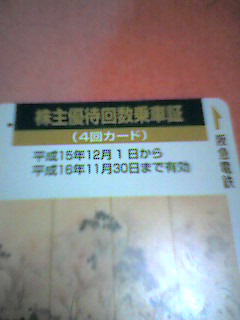 株主優待回数乗車証
（4回カード）
平成15年12月1日から
平成16年11月30日まで有効
阪急電鉄